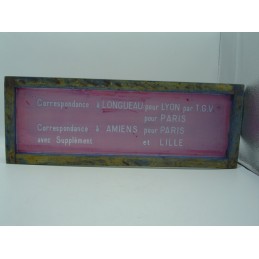 Correspondance à LONGUEAU pour LYON par T.G.V.
pour PARIS
Correspondance à AMIENS pour PARIS
avec Supplément et LILLE